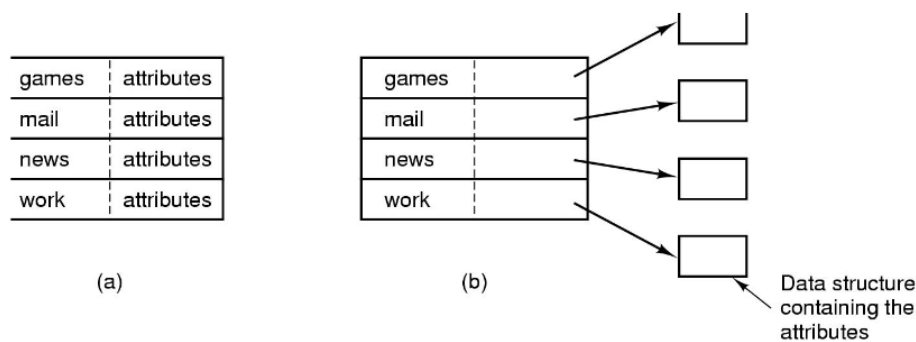 games attributes
mail attributes
news attributes
work attributes
(a)
games
mail
news
work
(b)
Data structure
containing the
attributes